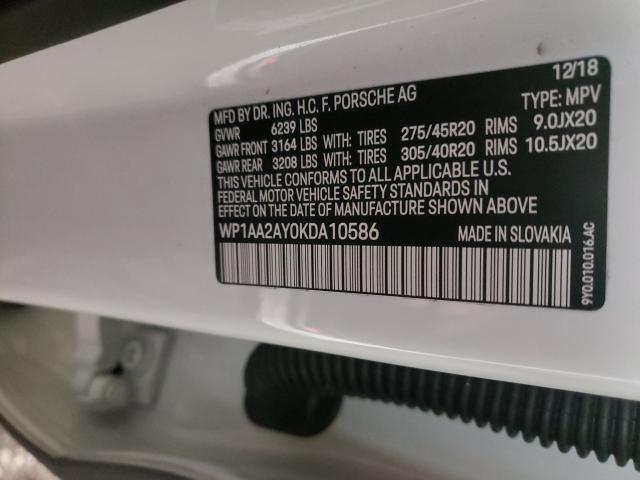 12/18
MFD BY DR. ING. H.C. F. PORSCHE AG TYPE: MPV
GVWR 6239 LBS
GAWR FRONT 3164 LBS WITH: TIRES 275/45R20 RIMS 9.0JX20
GAWR REAR 3208 LBS WITH: TIRES 305/40R20 RIMS 10.5JX20
THIS VEHICLE CONFORMS TO ALL APPLICABLE U.S.
FEDERAL MOTOR VEHICLE SAFETY STANDARDS IN
EFFECT ON THE DATE OF MANUFACTURE SHOWN ABOVE
WP1AA2AY0KDA10586 MADE IN SLOVAKIA
9Y0.010.016.AC